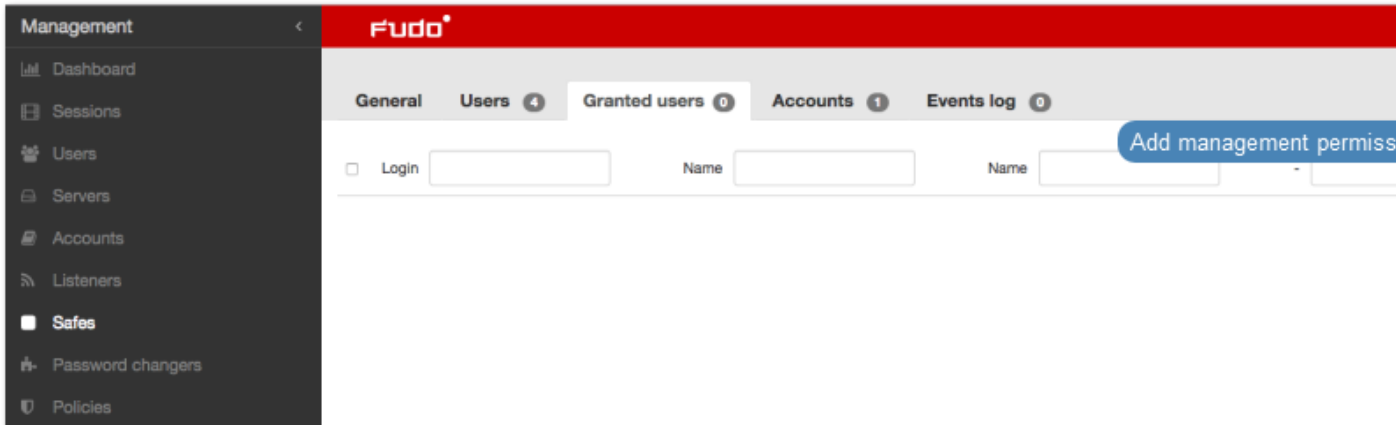 Management <
Fudo
Dashboard
Sessions
Users
Servers
Accounts
Listeners
Safes
Password changers
Policies
General Users 4 Granted users 0 Accounts 1 Events log 0
Add management permiss
Login Name Name -